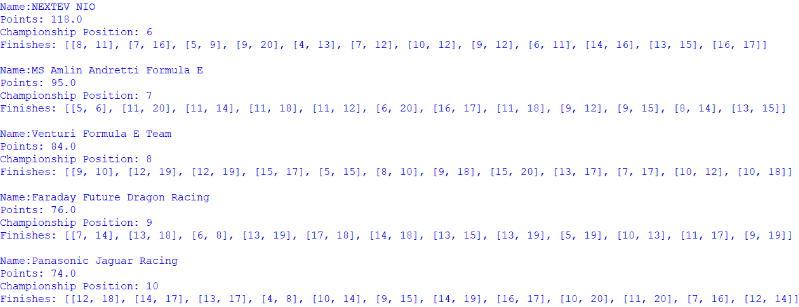 Name:NEXTEV NIO
Points: 118.0
Championship Position: 6
Finishes: [[8, 11], [7, 16], [5, 9], [9, 20], [4, 13], [7, 12], [10, 12], [9, 12], [6, 11], [14, 16], [13, 15], [16, 17]]
Name:MS Amlin Andretti Formula E
Points: 95.0
Championship Position: 7
Finishes: [[5, 6], [11, 20], [11, 14], [11, 18], [11, 12], [6, 20], [16, 17], [11, 18], [9, 12], [9, 15], [8, 14], [13, 15]]
Name:Venturi Formula E Team
Points: 84.0
Championship Position: 8
Finishes: [[9, 10], [12, 19], [12, 19], [15, 17], [5, 15], [8, 10], [9, 18], [15, 20], [13, 17], [7, 17], [10, 12], [10, 18]]
Name:Faraday Future Dragon Racing
Points: 76.0
Championship Position: 9
Finishes: [[7, 14], [13, 18], [6, 8], [13, 19], [17, 18], [14, 18], [13, 15], [13, 19], [5, 19], [10, 13], [11, 17], [9, 19]]
Name:Panasonic Jaguar Racing
Points: 74.0
Championship Position: 10
Finishes: [[12, 18], [14, 17], [13, 17], [4, 8], [10, 14], [9, 15], [14, 19], [16, 17], [10, 20], [11, 20], [7, 16], [12, 14]]